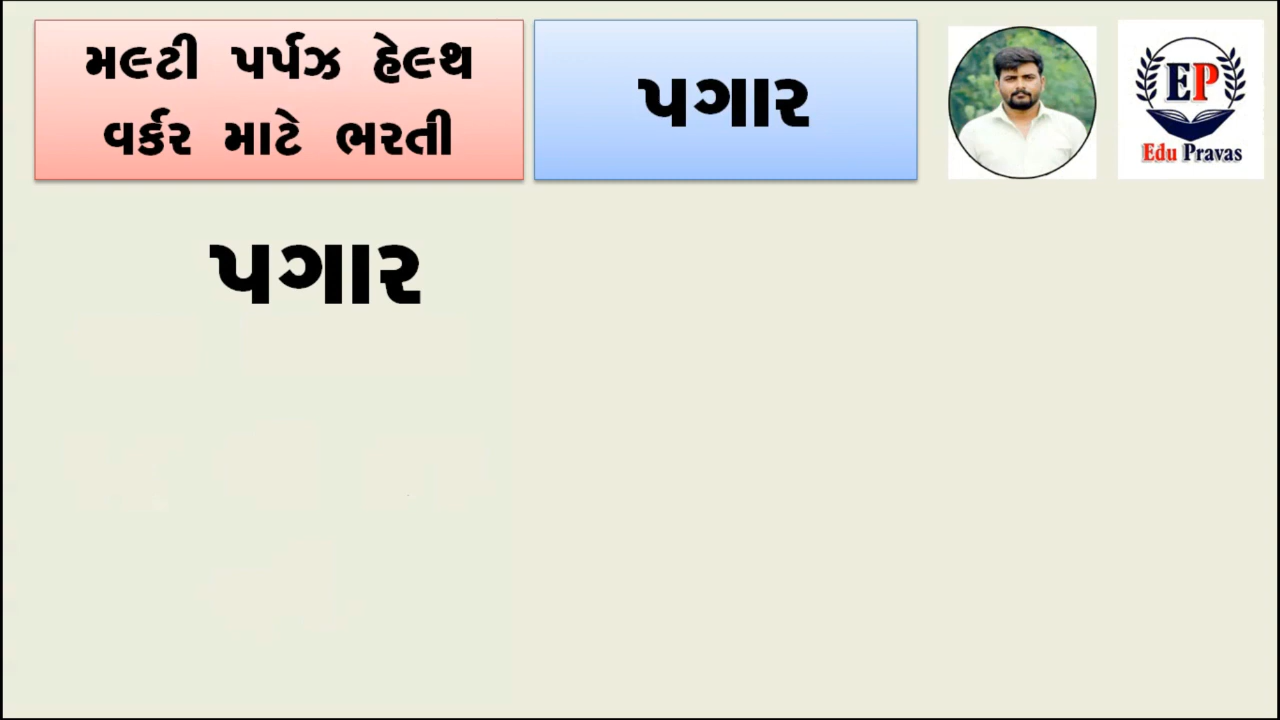 મલ્ટી પર્પઝ હેલ્થ
વર્કર માટે ભરતી
પગાર
EP
Edu Pravas
પગાર